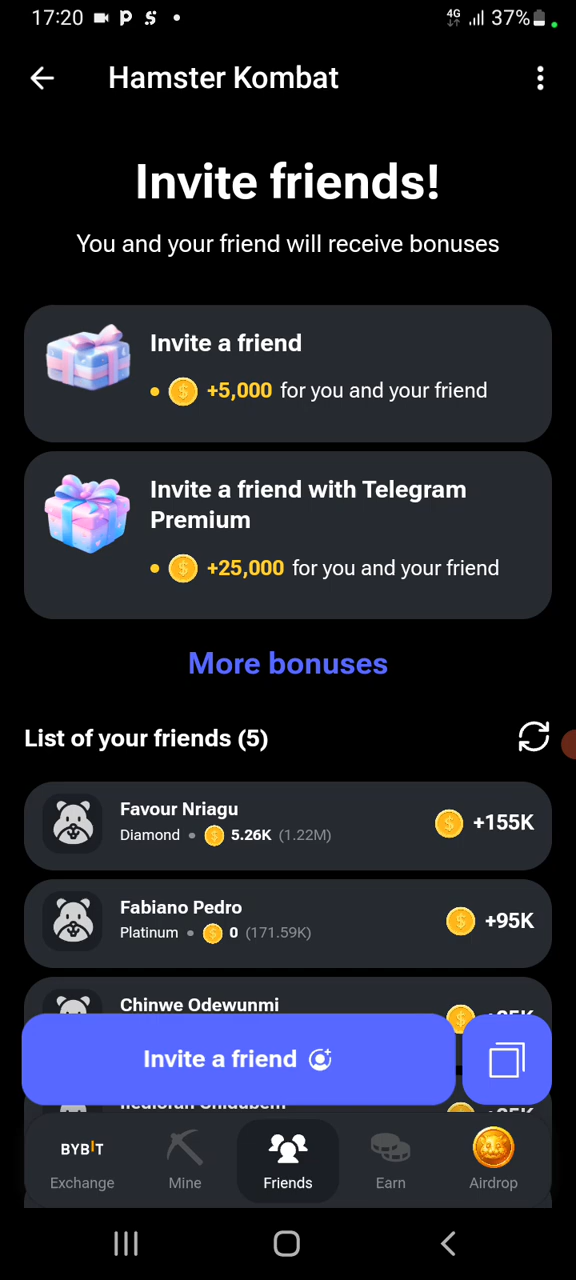 17:20
4G
37%
Hamster Kombat
Invite friends!
You and your friend will receive bonuses
Invite a friend
+5,000 for you and your friend
Invite a friend with Telegram
Premium
+25,000 for you and your friend
More bonuses
List of your friends (5)
Favour Nriagu
Diamond • 5.26K (1.22M)
+155K
Fabiano Pedro
Platinum • 0 (171.59K)
+95K
Chinwe Odewunmi
Invite a friend
BYBIT
Exchange
Mine
Friends
Earn
Airdrop